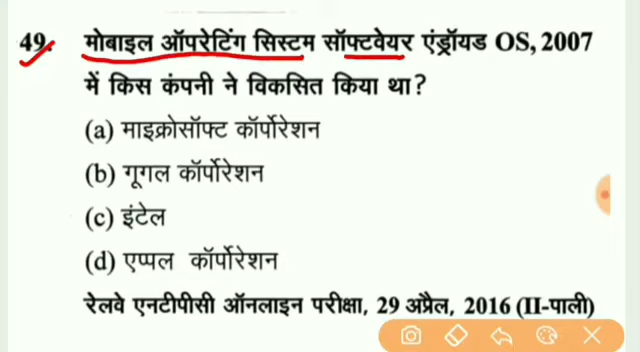 49. मोबाइल ऑपरेटिंग सिस्टम सॉफ्टवेयर एंड्रॉयड OS, 2007
में किस कंपनी ने विकसित किया था?
(a) माइक्रोसॉफ्ट कॉर्पोरेशन
(b) गूगल कॉर्पोरेशन
(c) इंटेल
(d) एप्पल कॉर्पोरेशन
रेलवे एनटीपीसी ऑनलाइन परीक्षा, 29 अप्रैल, 2016 (II-पाली)